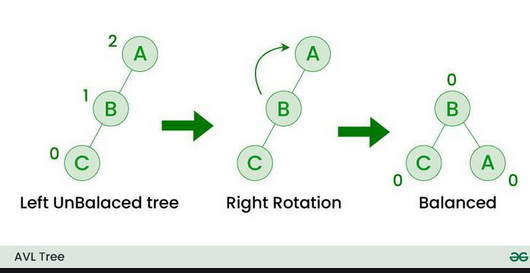 2 A A
1 B B 0 B
0 C C C A
0 0
Left UnBalaced tree Right Rotation Balanced
AVL Tree